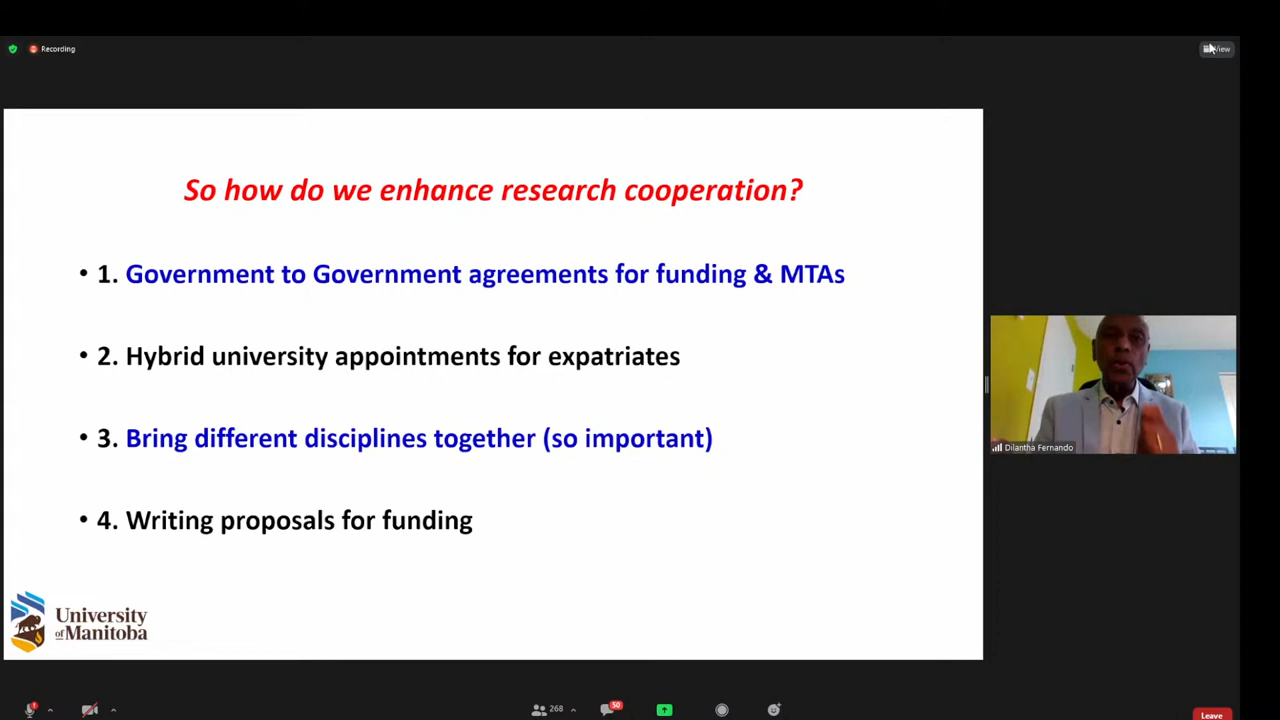 Recording
View
So how do we enhance research cooperation?
• 1. Government to Government agreements for funding & MTAs
• 2. Hybrid university appointments for expatriates
• 3. Bring different disciplines together (so important)
• 4. Writing proposals for funding
Dilantha Fernando
University
of Manitoba
268
50
Leave